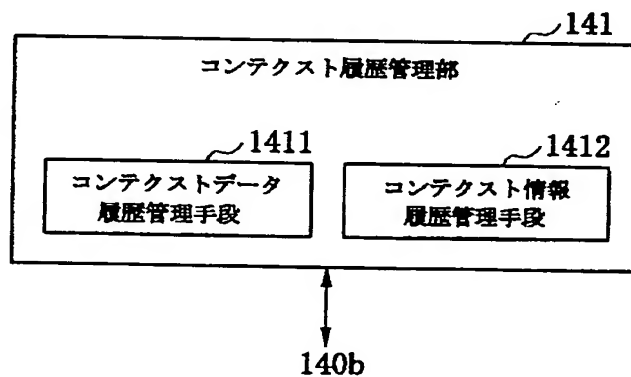 141
コンテクスト履歴管理部
1411
コンテクストデータ
履歴管理手段
1412
コンテクスト情報
履歴管理手段
140b